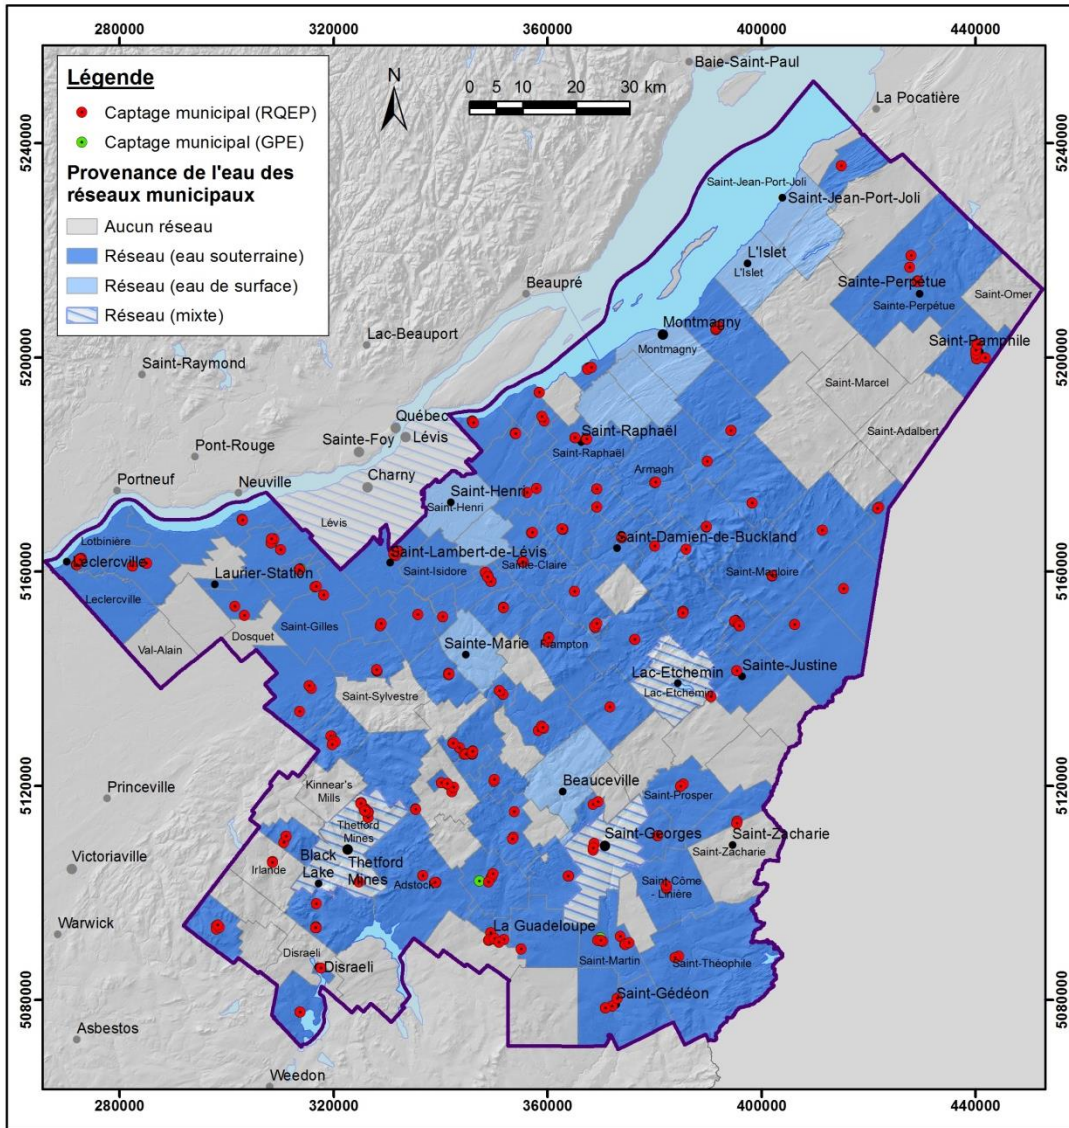 280000
320000
360000
400000
440000
Légende
Captage municipal (RQEP)
Captage municipal (GPE)
Provenance de l'eau des
réseaux municipaux
Aucun réseau
Réseau (eau souterraine)
Réseau (eau de surface)
Réseau (mixte)
N
0 5 10 20 30 km
Baie-Saint-Paul
La Pocatière
5240000
5240000
Saint-Jean-Port-Joli
Saint-Jean-Port-Joli
L'Islet
L'Islet
Beaupré
Sainte-Perpétue
Sainte-Perpétue
Saint-Omer
Montmagny
Montmagny
Lac-Beauport
Saint-Pamphile
5200000
5200000
Saint-Raymond
Saint-Marcel
Saint-Adalbert
Québec
Lévis
Sainte-Foy
Saint-Raphaël
Saint-Raphaël
Pont-Rouge
Armagh
Portneuf
Neuville
Charny
Saint-Henri
Saint-Henri
Lévis
Lotbinière
Saint-Damien-de-Buckland
Leclercville
Saint-Lambert-de-Lévis
Saint-Isidore
Sainte-Claire
Saint-Magloire
5160000
5160000
Laurier-Station
Leclercville
Saint-Gilles
Dosquet
Val-Alain
Frampton
Sainte-Marie
Lac-Etchemin
Lac-Etchemin
Sainte-Justine
Saint-Sylvestre
Kinnear's
Mills
Princeville
Beauceville
Saint-Prosper
5120000
5120000
Thetford
Mines
Saint-Georges
Saint-Zacharie
Saint-Zacharie
Victoriaville
Black
Lake
Thetford
Mines
Irlande
Adstock
Saint-Côme
- Linière
Warwick
La Guadeloupe
Disraeli
Disraeli
Saint-Martin
Saint-Théophile
Saint-Gédéon
5080000
5080000
Asbestos
Weedon
280000
320000
360000
400000
440000